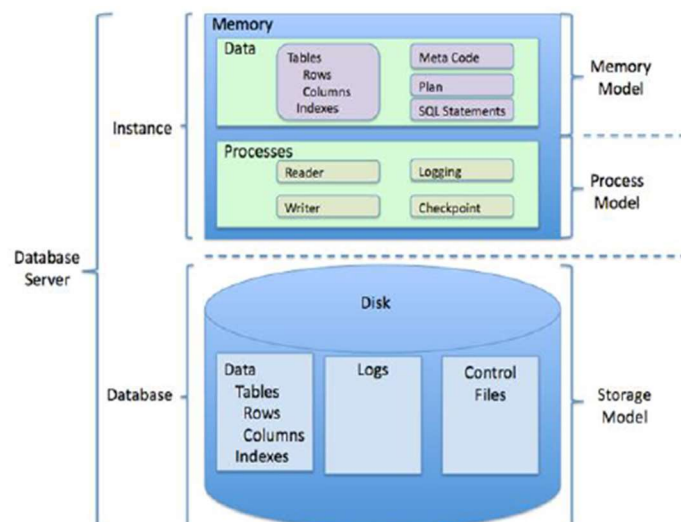 Memory
Data
Tables
Rows
Columns
Indexes
Meta Code
Plan
SQL Statements
Memory
Model
Instance
Processes
Reader
Logging
Writer
Checkpoint
Process
Model
Database
Server
Disk
Database
Data
Tables
Rows
Columns
Indexes
Logs
Control
Files
Storage
Model